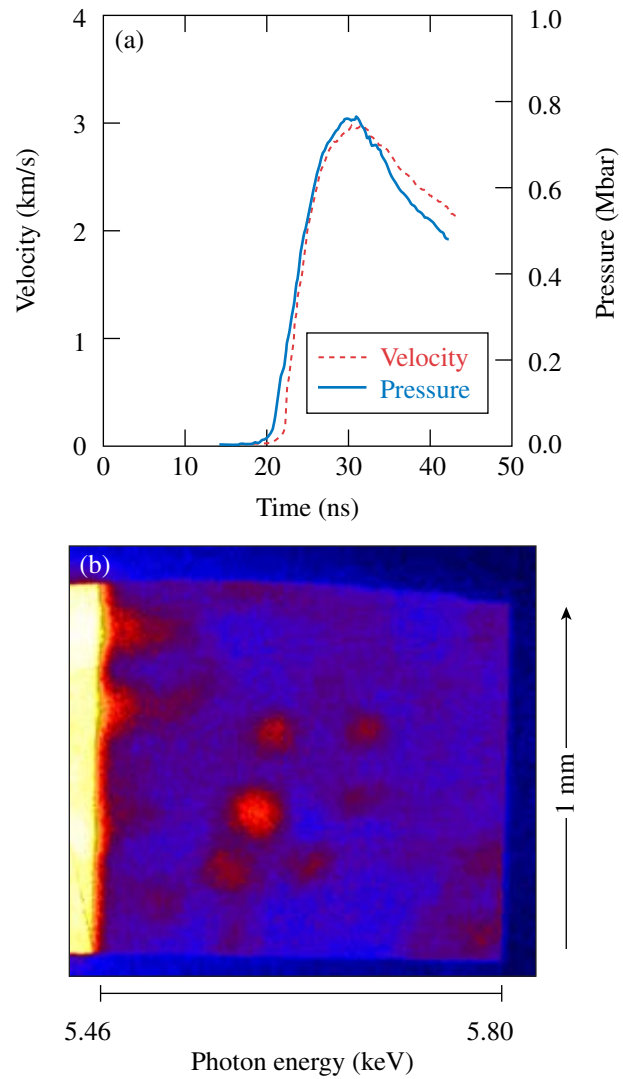 (a)
4
3
2
1
0
Velocity (km/s)
1.0
0.8
0.6
0.4
0.2
0.0
Pressure (Mbar)
Velocity
Pressure
0 10 20 30 40 50
Time (ns)
(b)
1 mm
5.46 5.80
Photon energy (keV)